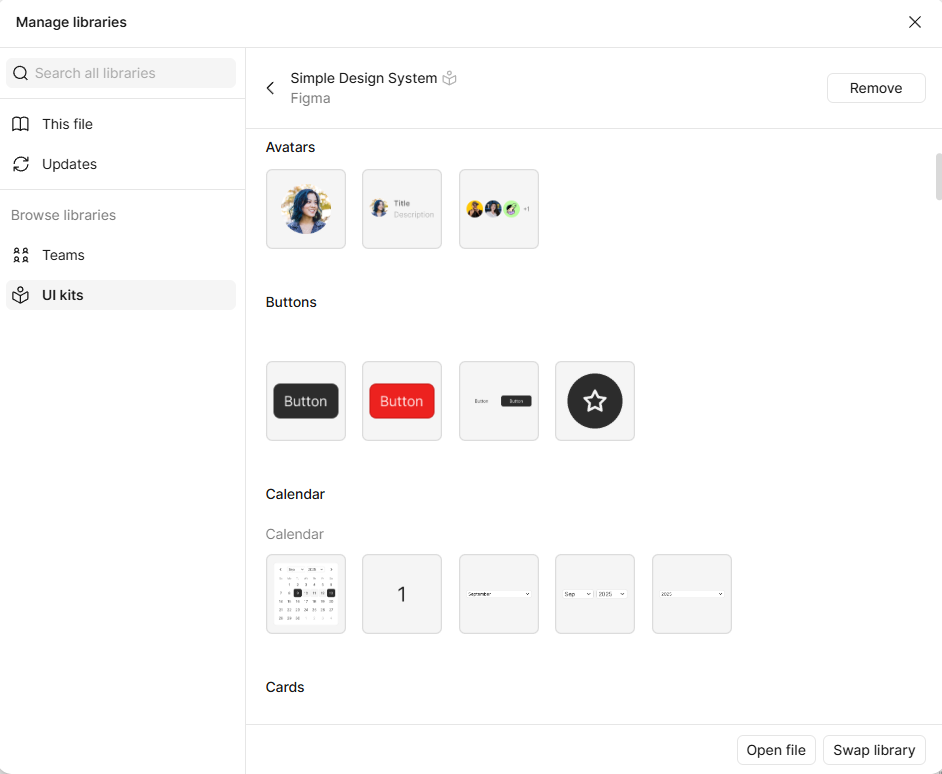 Manage libraries
Search all libraries
This file
Updates
Browse libraries
Teams
UI kits
Simple Design System
Figma
Remove
Avatars
Title
Description
+1
Buttons
Button
Button
Button Button
Calendar
Calendar
Sep 2025
1
September
Sep 2025
2025
Cards
Open file
Swap library